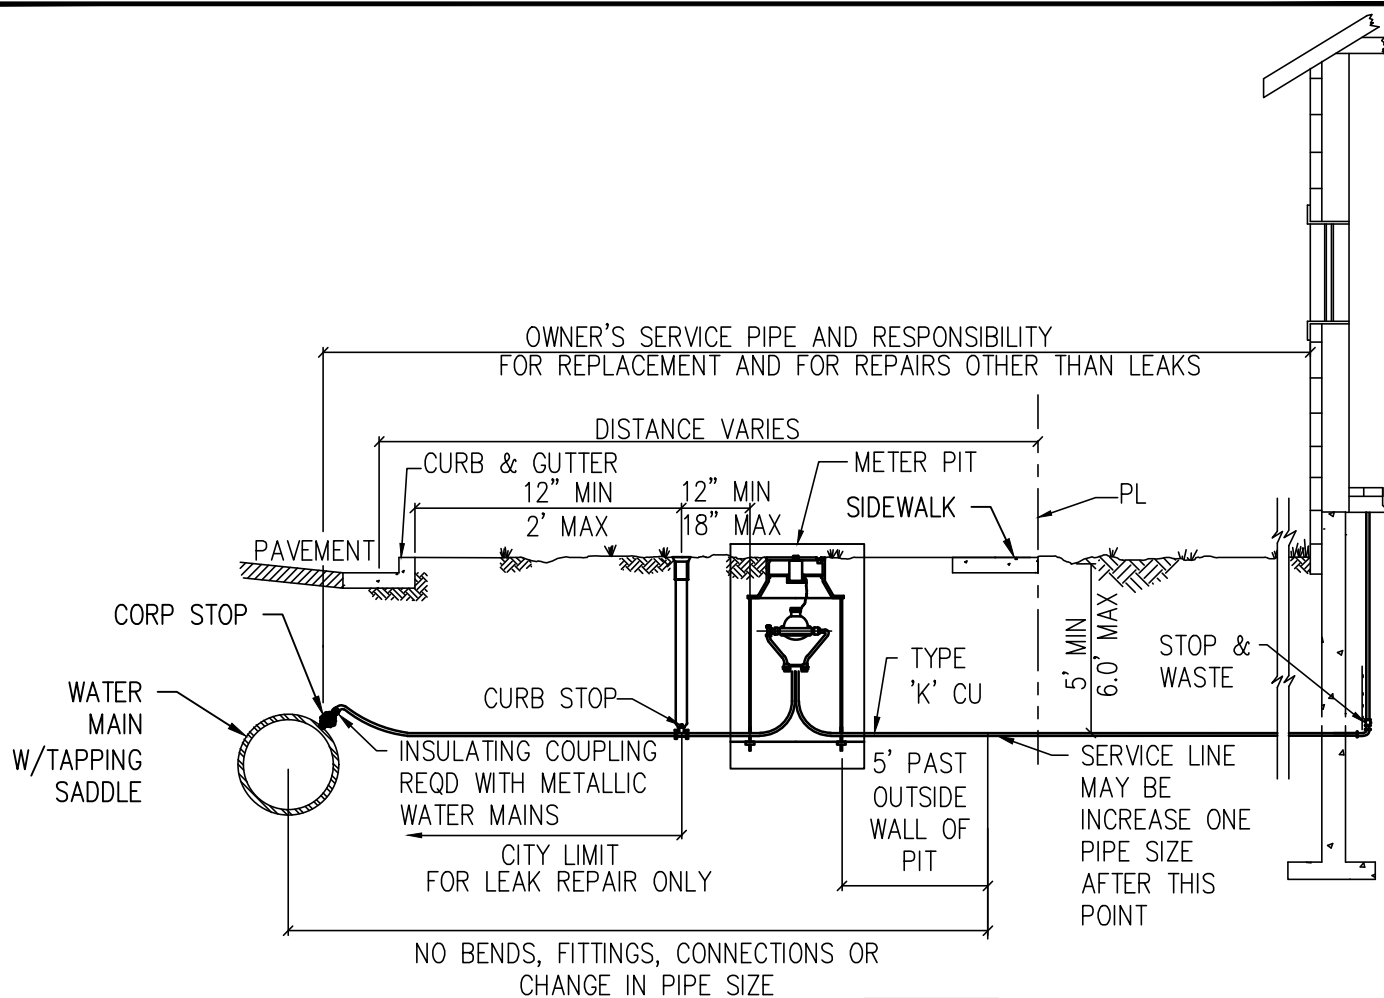 OWNER'S SERVICE PIPE AND RESPONSIBILITY
FOR REPLACEMENT AND FOR REPAIRS OTHER THAN LEAKS
DISTANCE VARIES
CURB & GUTTER
METER PIT
12" MIN
2' MAX
12" MIN
18" MAX
SIDEWALK
PL
PAVEMENT
CORP STOP
TYPE
'K' CU
5' MIN
6.0' MAX
STOP &
WASTE
WATER
MAIN
W/TAPPING
SADDLE
CURB STOP
INSULATING COUPLING
REQD WITH METALLIC
WATER MAINS
5' PAST
OUTSIDE
WALL OF
PIT
SERVICE LINE
MAY BE
INCREASE ONE
PIPE SIZE
AFTER THIS
POINT
CITY LIMIT
FOR LEAK REPAIR ONLY
NO BENDS, FITTINGS, CONNECTIONS OR
CHANGE IN PIPE SIZE